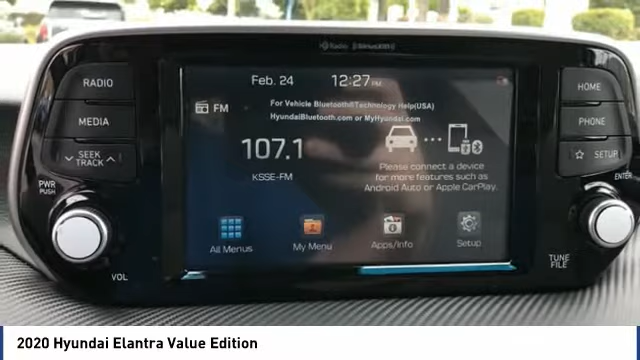 HD Radio SiriusXM
RADIO
MEDIA
SEEK
TRACK
PWR
PUSH
VOL
Feb. 24
12:27 PM
FM
For Vehicle Bluetooth®Technology Help(USA)
HyundaiBluetooth.com or MyHyundai.com
107.1
KSSE-FM
Please connect a device
for more features such as
Android Auto or Apple CarPlay.
All Menus
My Menu
Apps/Info
Setup
HOME
PHONE
SETUP
ENTER
TUNE
FILE
2020 Hyundai Elantra Value Edition